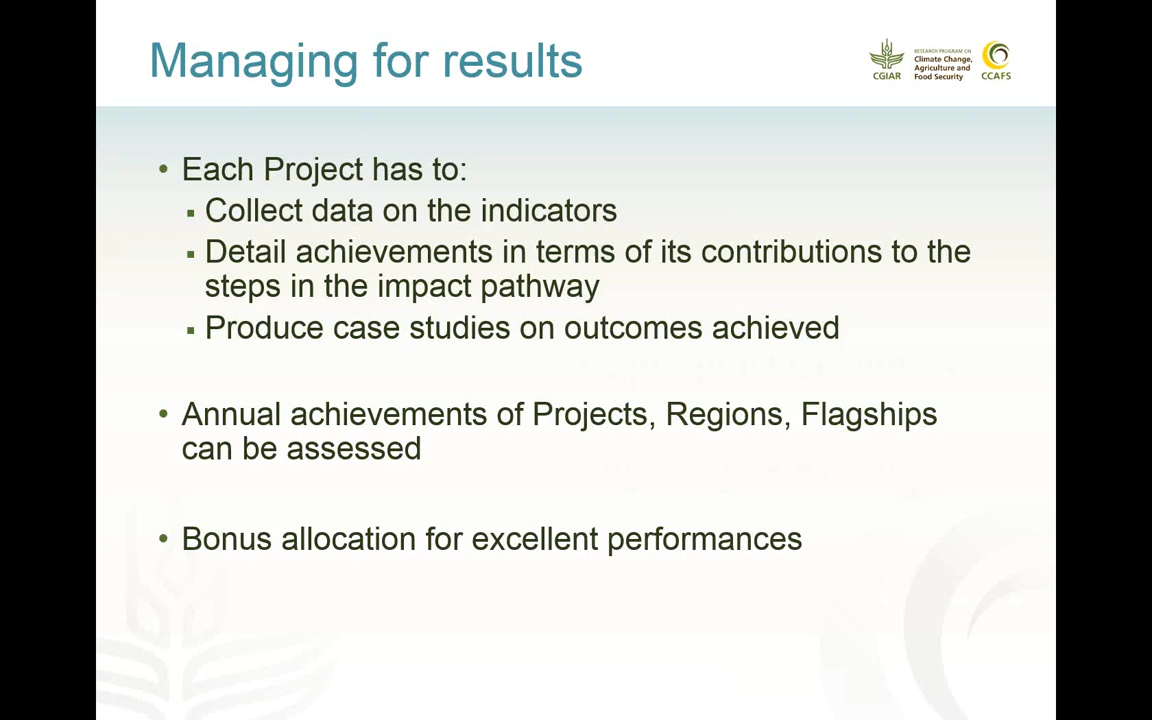 Managing for results
CGIAR
RESEARCH PROGRAM ON
Climate Change,
Agriculture and
Food Security
CCAFS
• Each Project has to:
▪ Collect data on the indicators
▪ Detail achievements in terms of its contributions to the
steps in the impact pathway
▪ Produce case studies on outcomes achieved
• Annual achievements of Projects, Regions, Flagships
can be assessed
• Bonus allocation for excellent performances